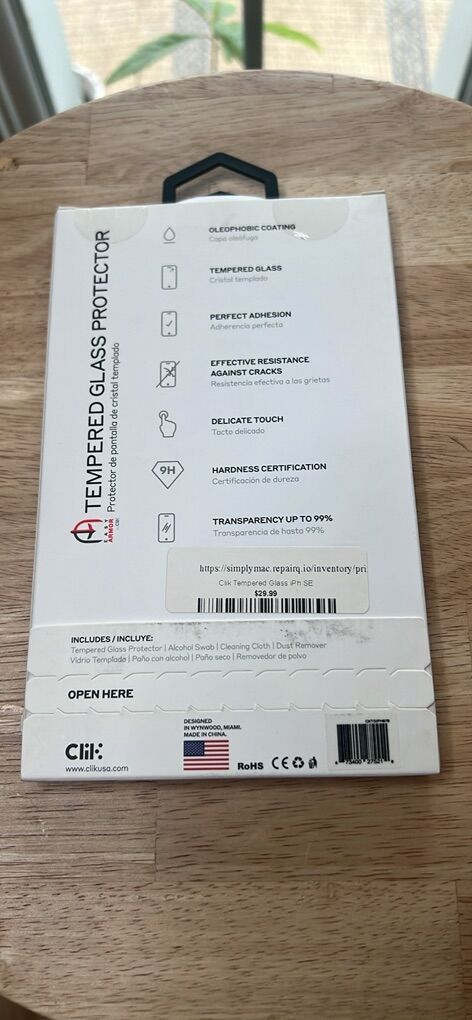 TEMPERED GLASS PROTECTOR
Protector de pantalla de cristal templado
EASY
ARMOR
OLEOPHOBIC COATING
Capa oleófuga
TEMPERED GLASS
Cristal templado
PERFECT ADHESION
Adherencia perfecta
EFFECTIVE RESISTANCE
AGAINST CRACKS
Resistencia efectiva a las grietas
DELICATE TOUCH
Tacto delicado
9H
HARDNESS CERTIFICATION
Certificación de dureza
TRANSPARENCY UP TO 99%
Transparencia de hasta 99%
https://simplymac.repairq.io/inventory/pri
Clik Tempered Glass iPh SE
$29.99
INCLUDES / INCLUYE:
Tempered Glass Protector | Alcohol Swab | Cleaning Cloth | Dust Remover
Vidrio Templado | Paño con alcohol | Paño seco | Removedor de polvo
OPEN HERE
Clik:
www.clikusa.com
DESIGNED
IN WYNWOOD, MIAMI.
MADE IN CHINA.
RoHS CE